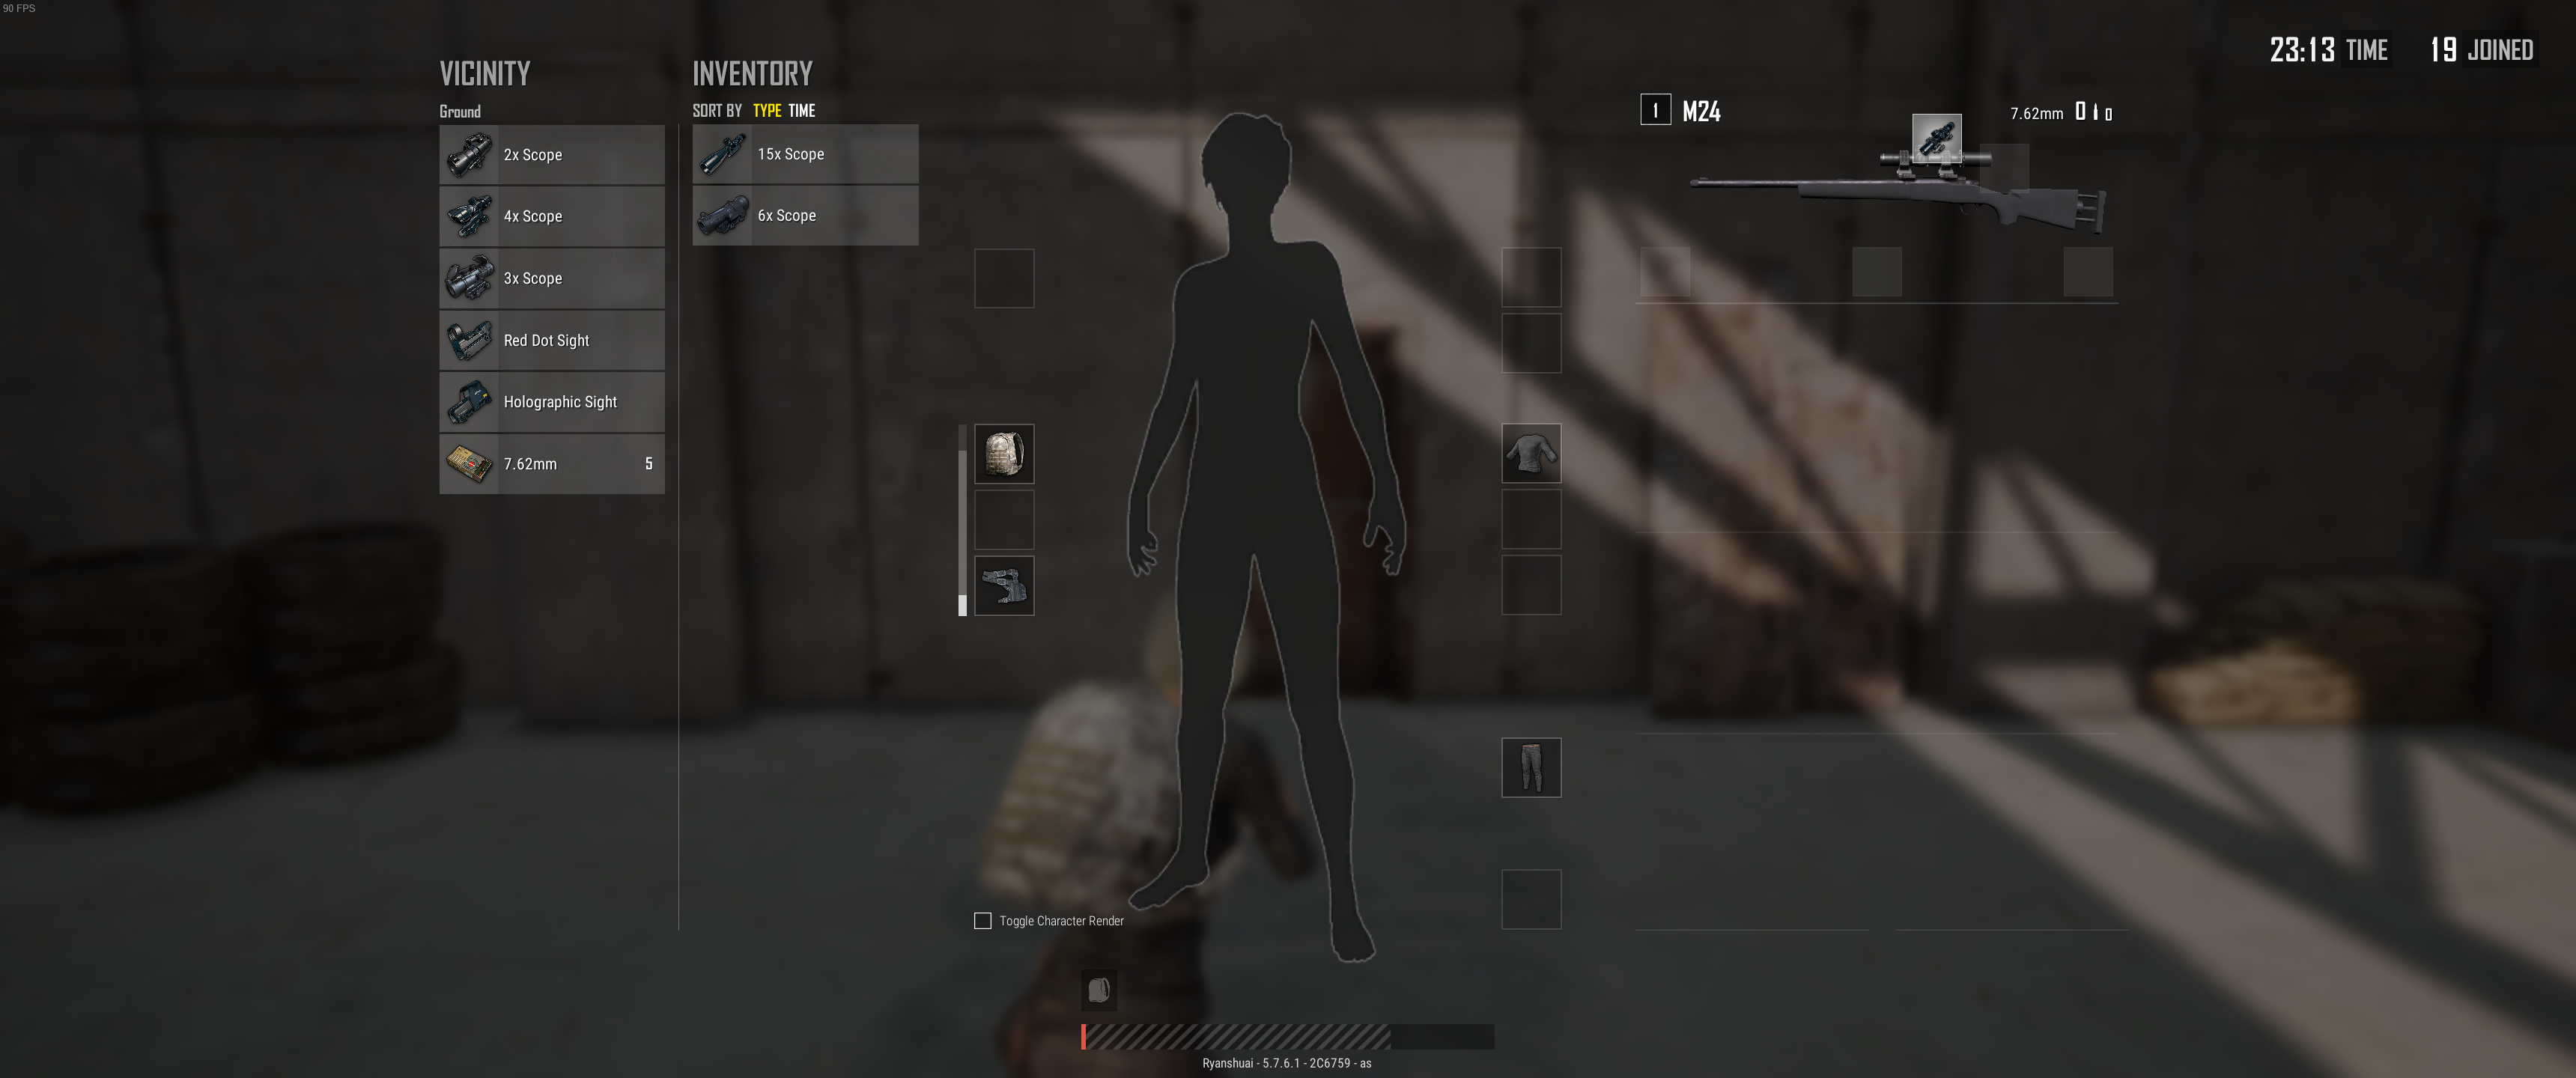 90 FPS
23:13 TIME 19 JOINED
VICINITY
Ground
2x Scope
4x Scope
3x Scope
Red Dot Sight
Holographic Sight
7.62mm 5
INVENTORY
SORT BY TYPE TIME
15x Scope
6x Scope
1 M24 7.62mm 0 0
Toggle Character Render
Ryanshuai - 5.7.6.1 - 2C6759 - as